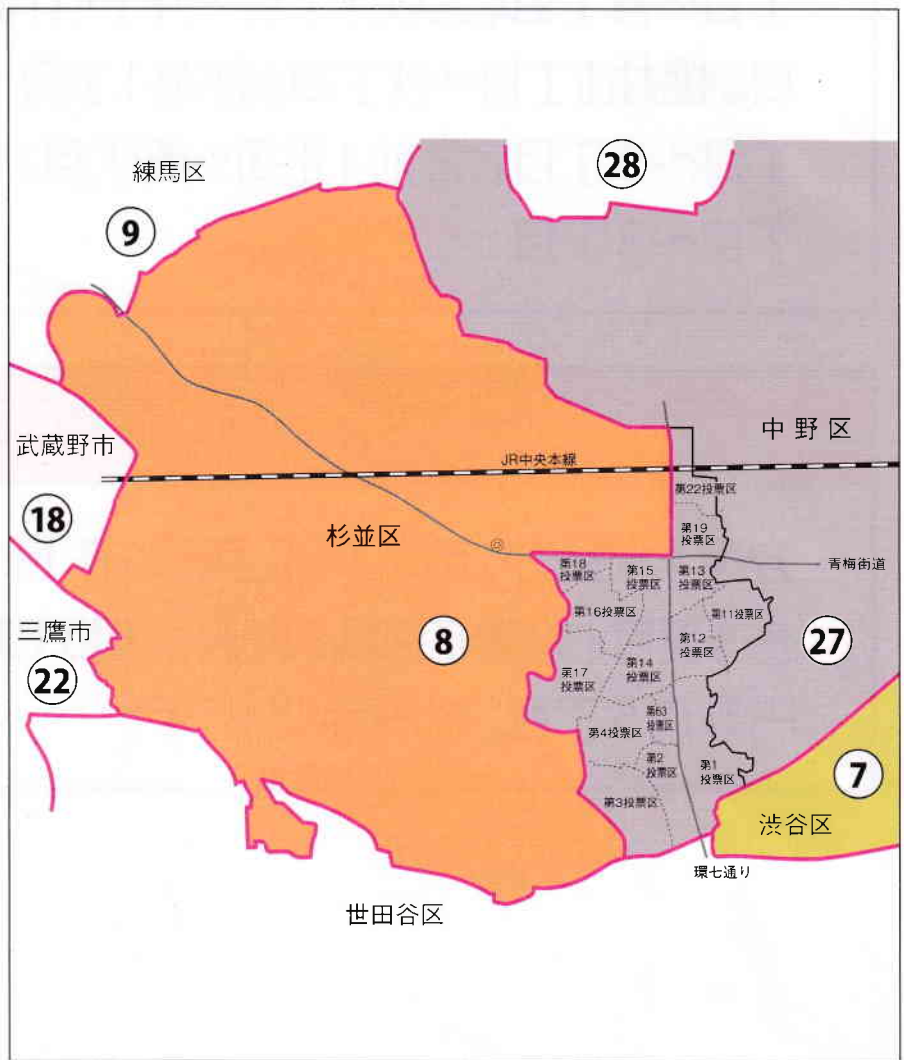 練馬区
28
9
中野区
武蔵野市
JR中央本線
第22投票区
18
杉並区
第19
投票区
青梅街道
第18
投票区
第15
投票区
第13
投票区
第16投票区
第11投票区
三鷹市
8
第12
投票区
27
22
第14
投票区
第17
投票区
第63
投票区
第4投票区
第2
投票区
第1
投票区
7
第3投票区
渋谷区
環七通り
世田谷区